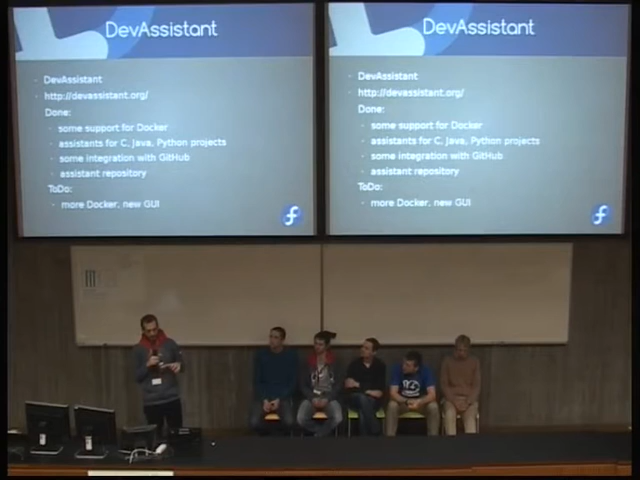 DevAssistant
DevAssistant
http://devassistant.org/
Done:
some support for Docker
assistants for C, Java, Python projects
some integration with GitHub
assistant repository
ToDo:
more Docker, new GUI
DevAssistant
DevAssistant
http://devassistant.org/
Done:
some support for Docker
assistants for C, Java, Python projects
some integration with GitHub
assistant repository
ToDo:
more Docker, new GUI